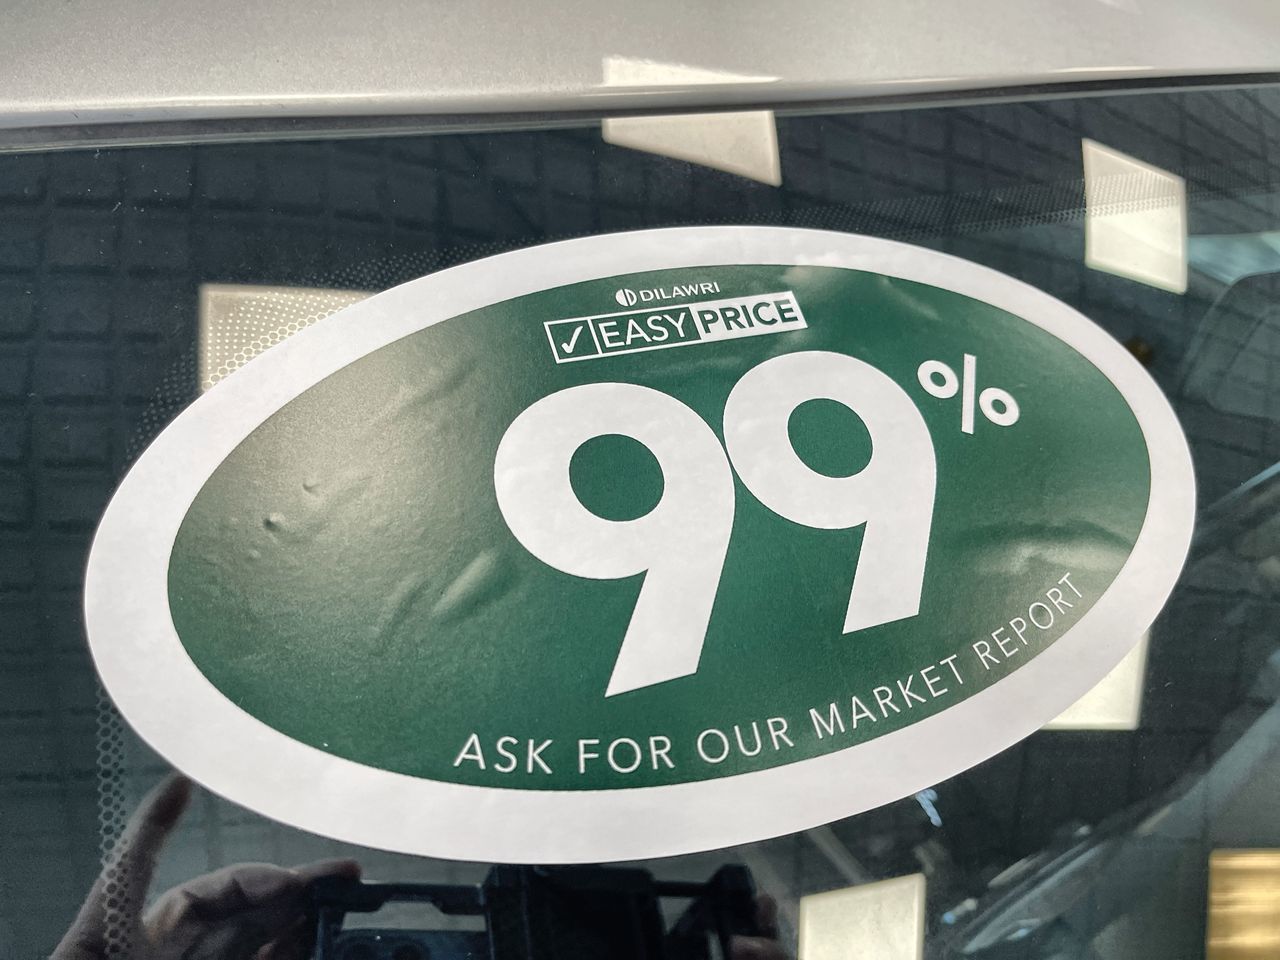 DILAWRI
✓ EASY PRICE
99%
ASK FOR OUR MARKET REPORT